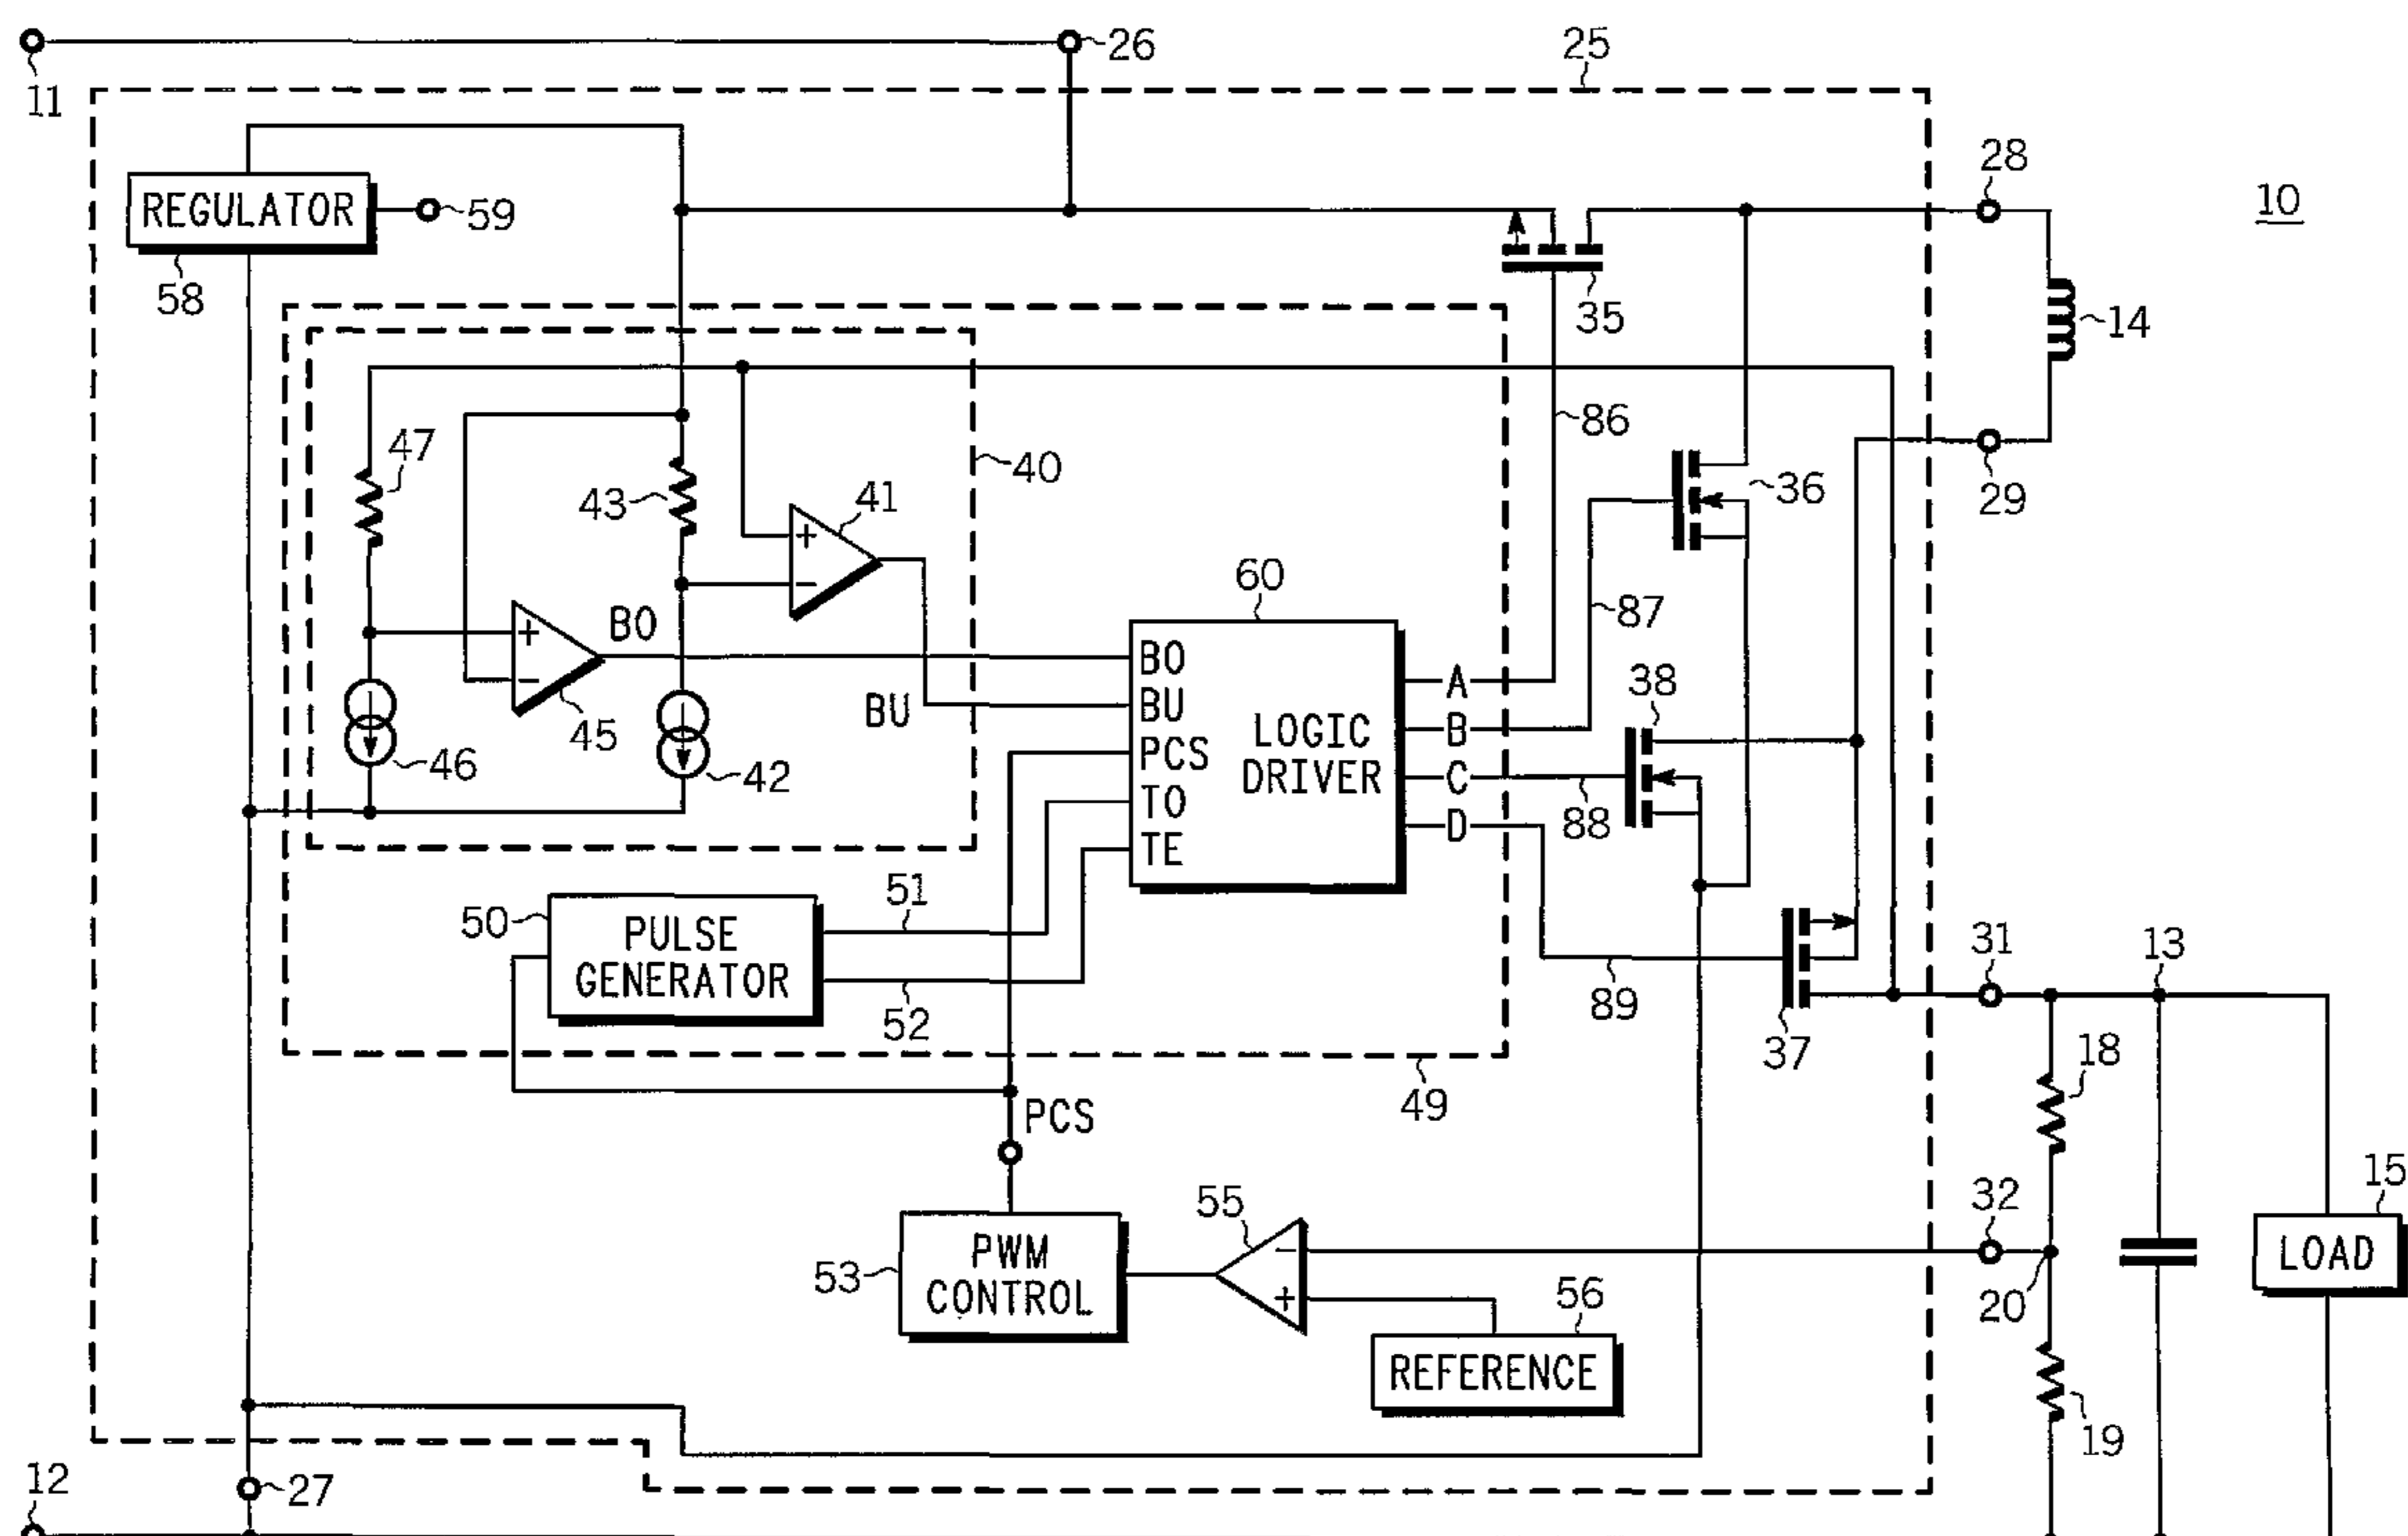 11
26
25
28
10
REGULATOR
59
58
35
14
86
29
47
43
41
40
36
87
60
BO
BO
BU
BU
PCS
TO
TE
LOGIC
DRIVER
A
B
C
D
38
45
46
42
88
51
50
PULSE
GENERATOR
52
89
31
13
37
18
49
PCS
55
32
15
PWM
CONTROL
53
−
+
+
−
+
−
56
20
LOAD
REFERENCE
19
12
27